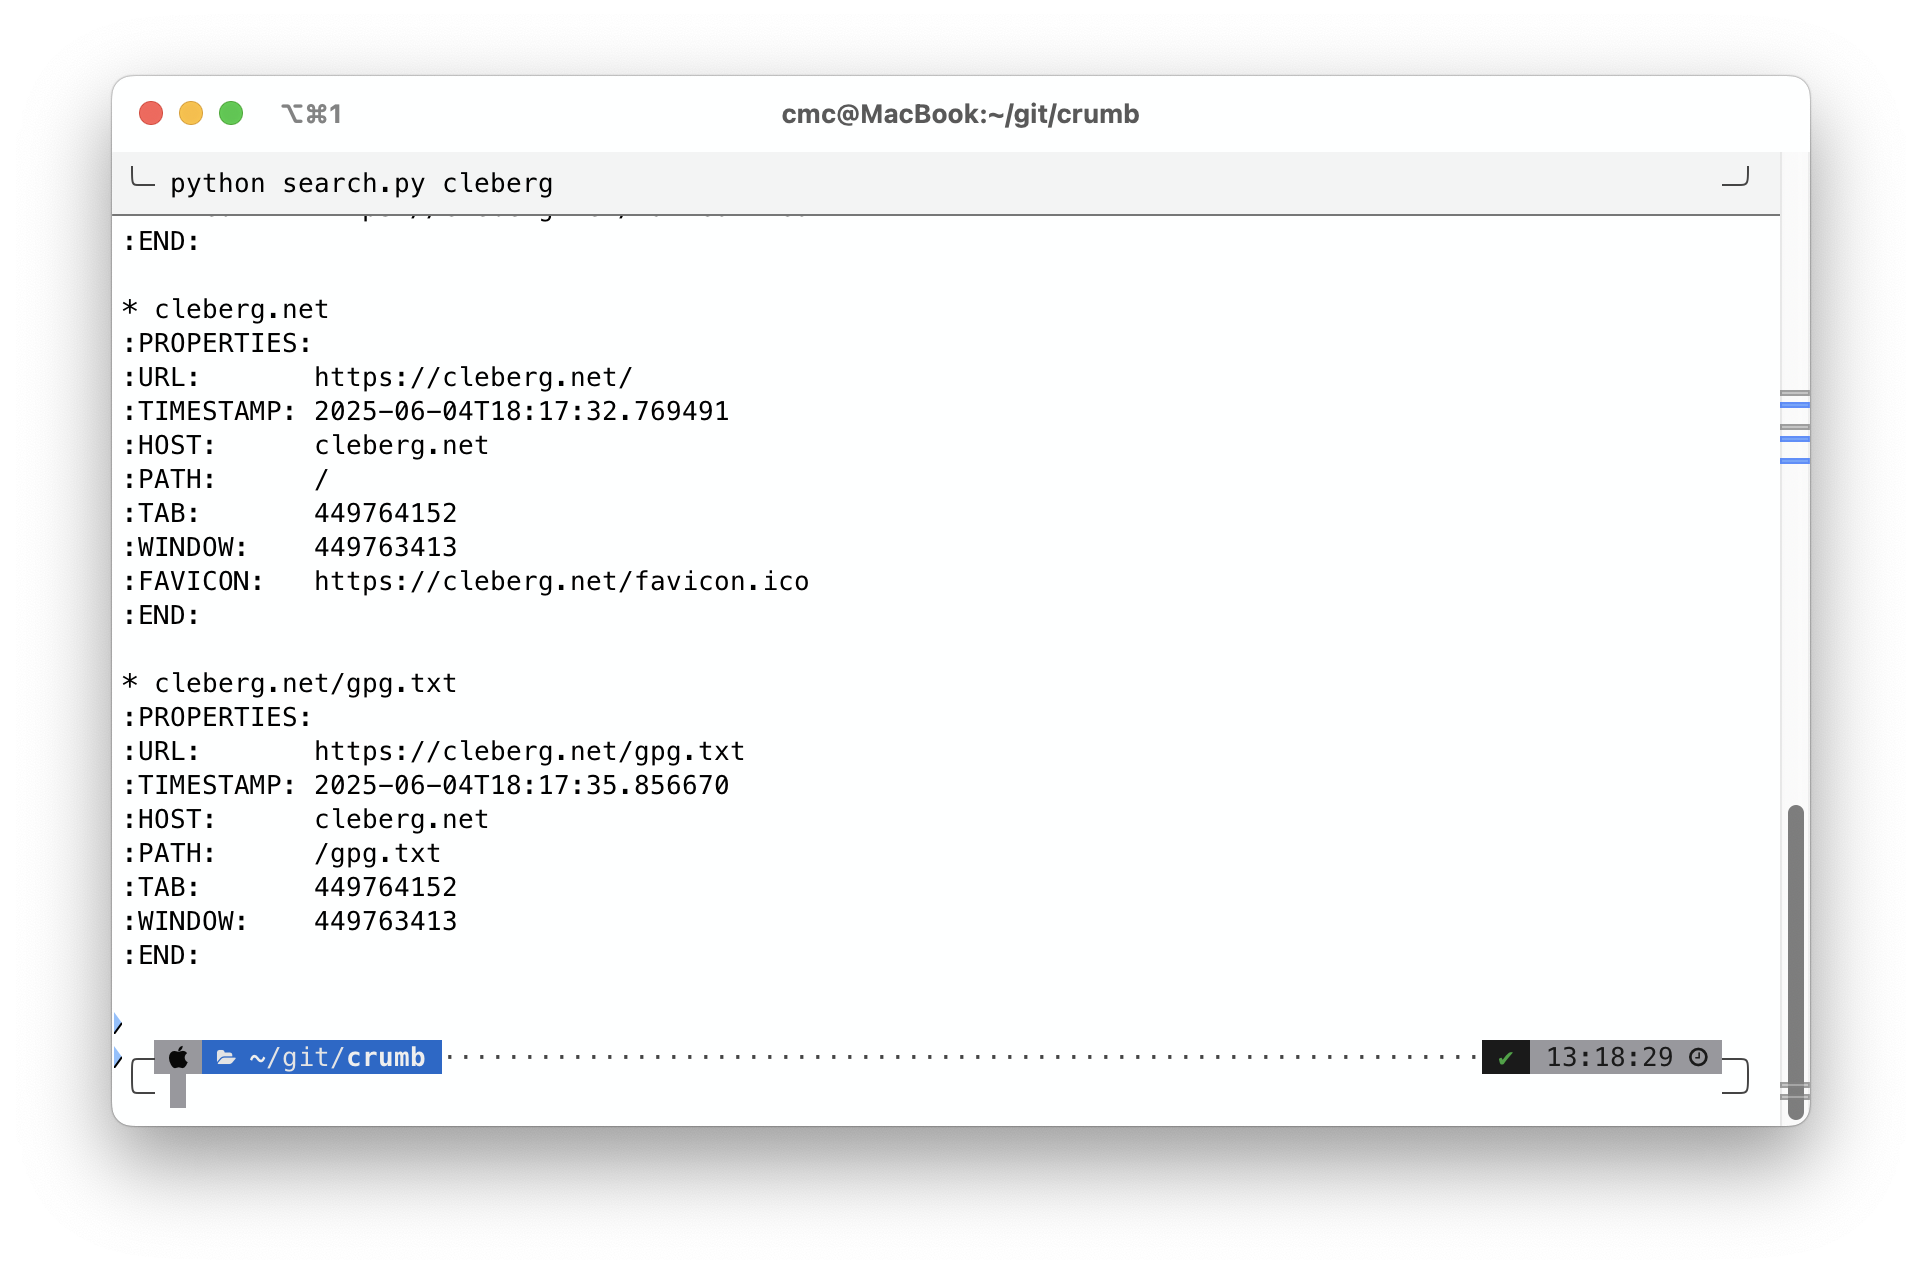 ⌥⌘1
cmc@MacBook:~/git/crumb
python search.py cleberg
:END:
* cleberg.net
:PROPERTIES:
:URL:       https://cleberg.net/
:TIMESTAMP: 2025-06-04T18:17:32.769491
:HOST:      cleberg.net
:PATH:      /
:TAB:       449764152
:WINDOW:    449763413
:FAVICON:   https://cleberg.net/favicon.ico
:END:
* cleberg.net/gpg.txt
:PROPERTIES:
:URL:       https://cleberg.net/gpg.txt
:TIMESTAMP: 2025-06-04T18:17:35.856670
:HOST:      cleberg.net
:PATH:      /gpg.txt
:TAB:       449764152
:WINDOW:    449763413
:END:
~/git/crumb ✔ 13:18:29